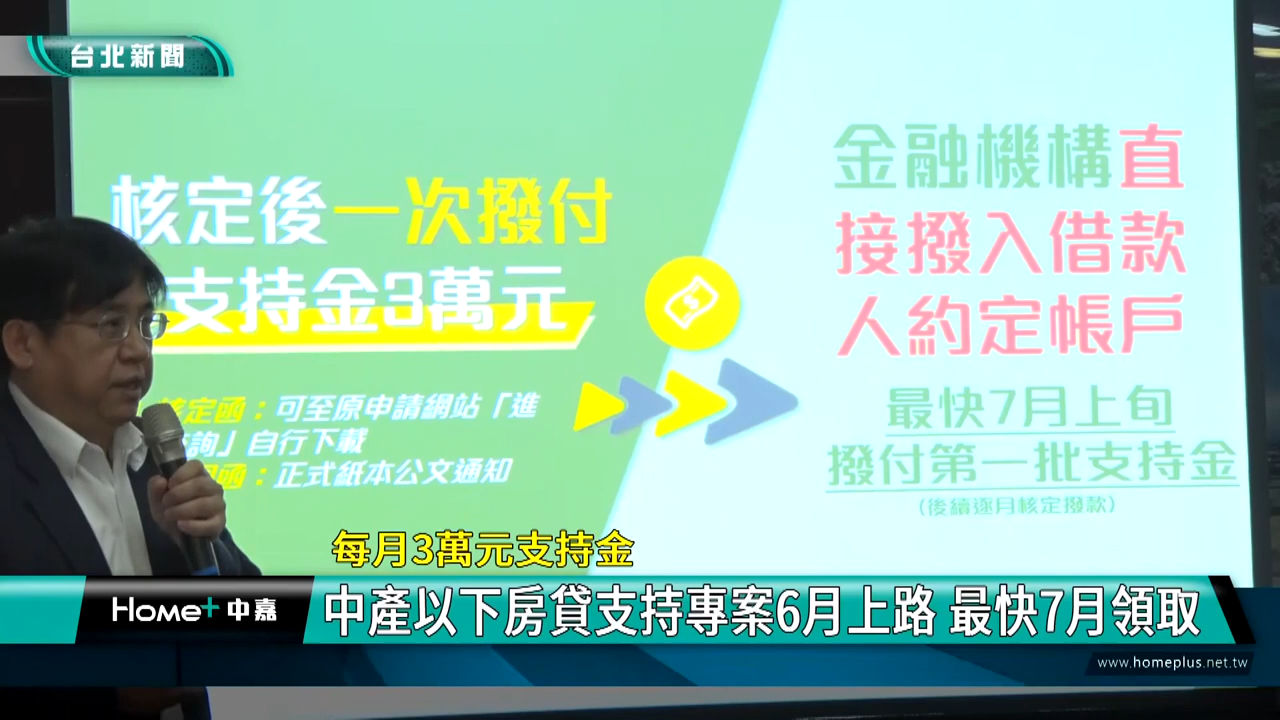 台北新聞
核定後一次撥付
支持金3萬元
核定函：可至原申請網站「進
詢」自行下載
函：正式紙本公文通知
金融機構直
接撥入借款
人約定帳戶
最快7月上旬
撥付第一批支持金
(後續逐月核定撥款)
每月3萬元支持金
Home+中嘉
中產以下房貸支持專案6月上路 最快7月領取
www.homeplus.net.tw